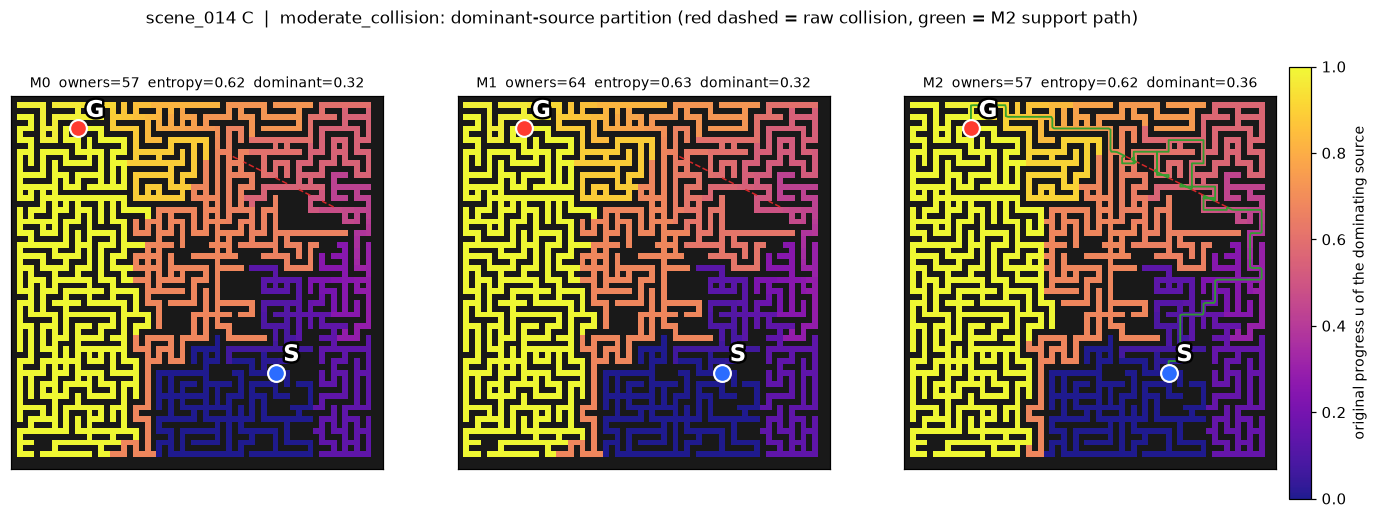 scene_014 C | moderate_collision: dominant-source partition (red dashed = raw collision, green = M2 support path)
M0 owners=57 entropy=0.62 dominant=0.32
M1 owners=64 entropy=0.63 dominant=0.32
M2 owners=57 entropy=0.62 dominant=0.36
G
S
G
S
G
S
1.0
0.8
0.6
0.4
0.2
0.0
original progress u of the dominating source